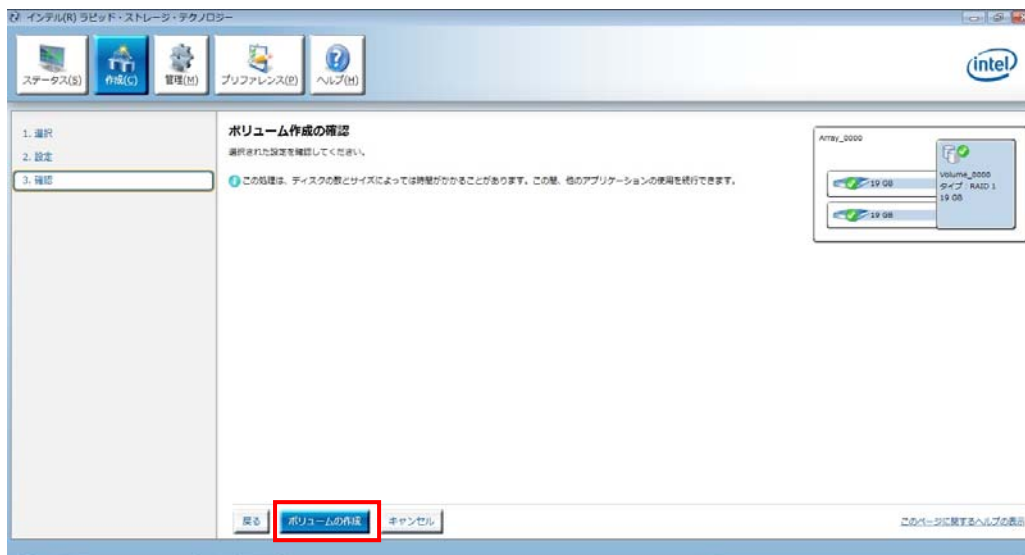 インテル(R) ラピッド・ストレージ・テクノロジー
ステータス(S)
作成(C)
管理(M)
プリファレンス(P)
ヘルプ(H)
intel
1. 選択
2. 設定
3. 確認
ボリューム作成の確認
選択された設定を確認してください。
この処理は、ディスクの数とサイズによっては時間がかかることがあります。この間、他のアプリケーションの使用を続行できます。
Array_0000
19 GB
19 GB
Volume_0000
タイプ : RAID 1
19 GB
戻る
ボリュームの作成
キャンセル
このページに関するヘルプの表示